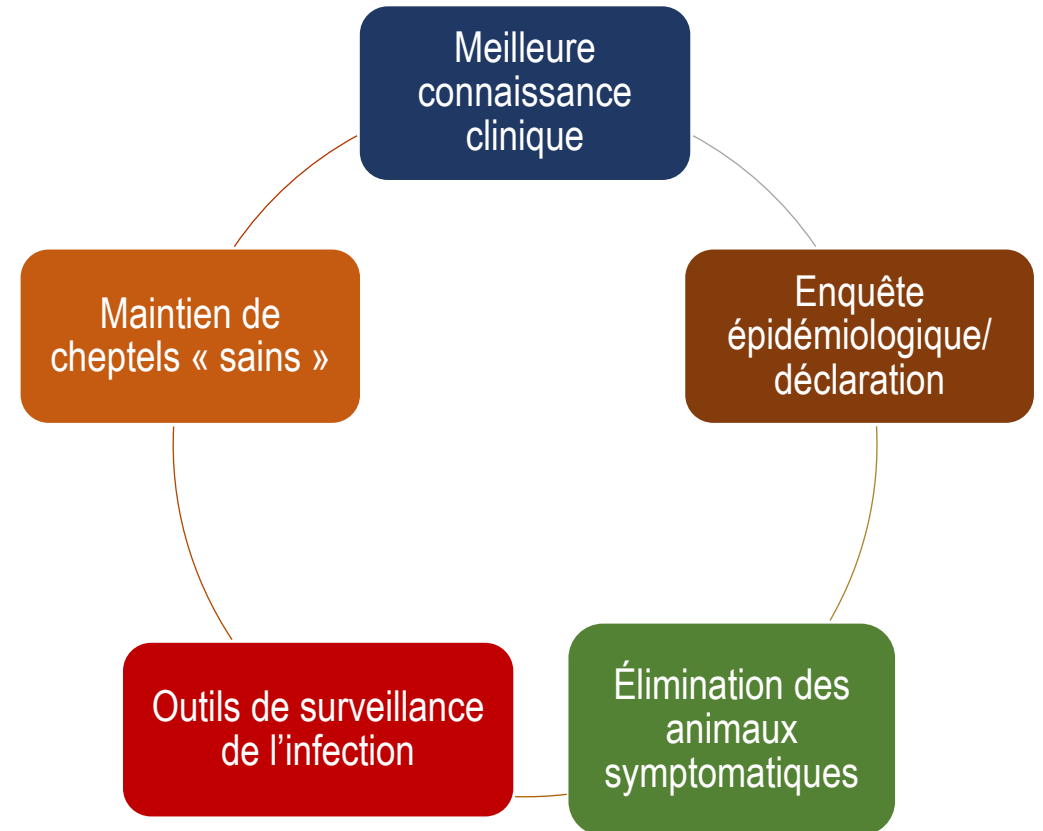 Meilleure
connaissance
clinique
Enquête
épidémiologique/
déclaration
Élimination des
animaux
symptomatiques
Outils de surveillance
de l’infection
Maintien de
cheptels « sains »